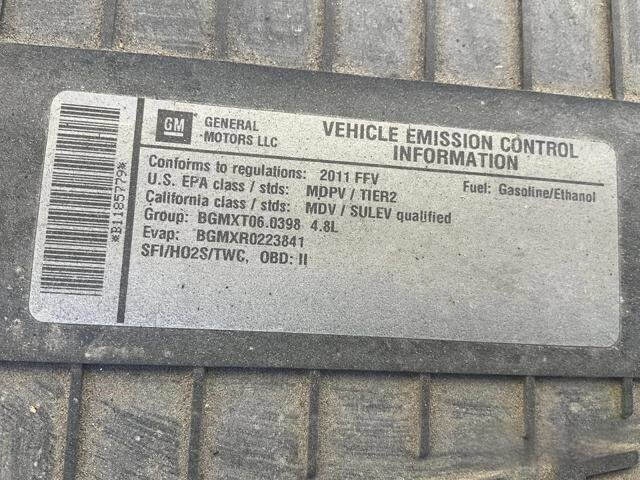 *B1185779*
GM
GENERAL
MOTORS LLC
VEHICLE EMISSION CONTROL
INFORMATION
Conforms to regulations: 2011 FFV Fuel: Gasoline/Ethanol
U.S. EPA class / stds: MDPV / TIER2
California class / stds: MDV / SULEV qualified
Group: BGMXT06.0398 4.8L
Evap: BGMXR0223841
SFI/HO2S/TWC, OBD: II